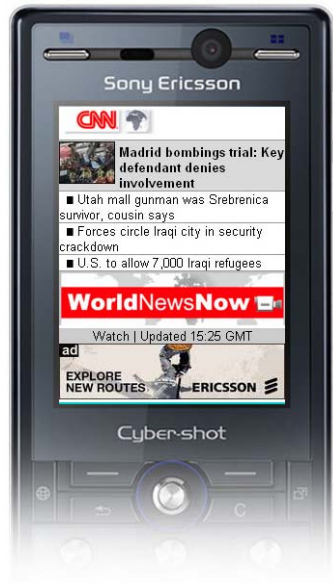 Sony Ericsson
CNN
Madrid bombings trial: Key
defendant denies
involvement
■ Utah mall gunman was Srebrenica
survivor, cousin says
■ Forces circle Iraqi city in security
crackdown
■ U.S. to allow 7,000 Iraqi refugees
WorldNewsNow
Watch | Updated 15:25 GMT
ad
EXPLORE
NEW ROUTES.
ERICSSON
Cyber-shot
C